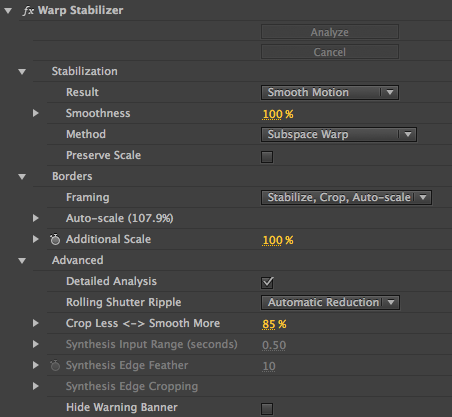 fx Warp Stabilizer
Analyze
Cancel
Stabilization
Result Smooth Motion
Smoothness 100 %
Method Subspace Warp
Preserve Scale
Borders
Framing Stabilize, Crop, Auto-scale
Auto-scale (107.9%)
Additional Scale 100 %
Advanced
Detailed Analysis
Rolling Shutter Ripple Automatic Reduction
Crop Less <-> Smooth More 85 %
Synthesis Input Range (seconds) 0.50
Synthesis Edge Feather 10
Synthesis Edge Cropping
Hide Warning Banner